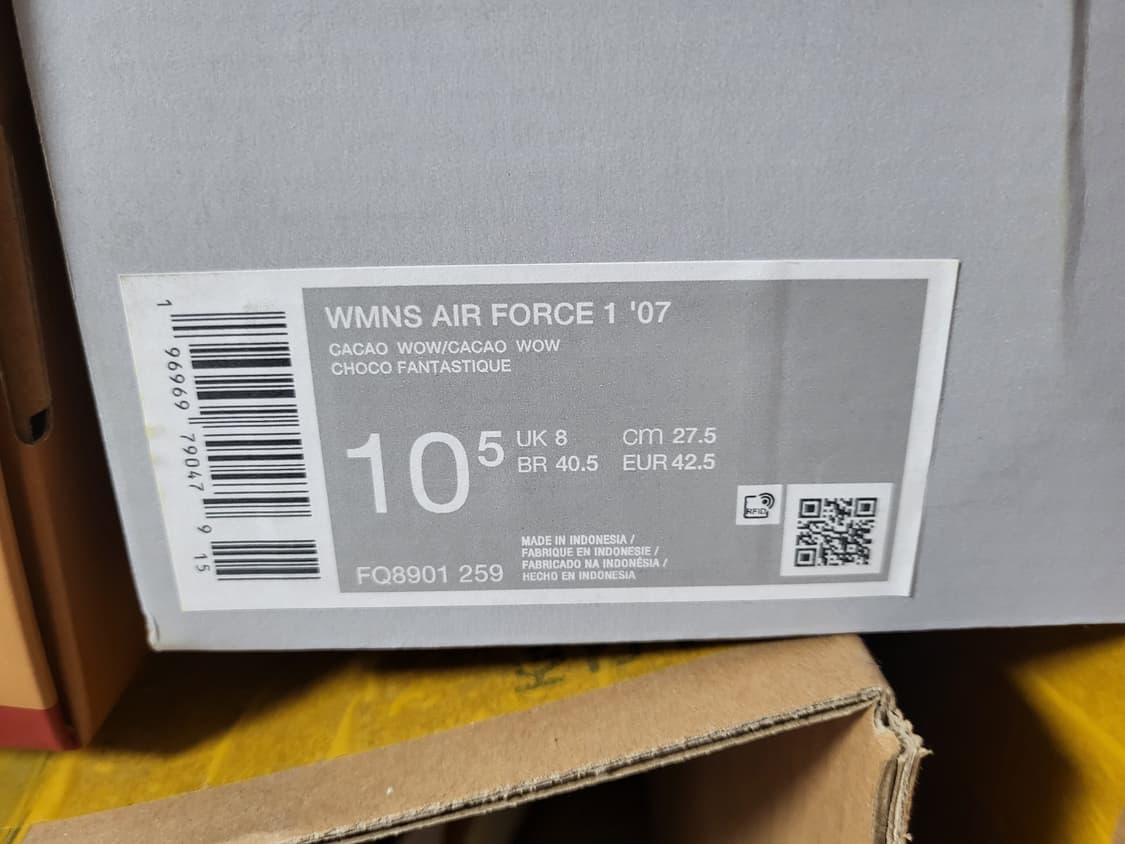 WMNS AIR FORCE 1 '07
CACAO WOW/CACAO WOW
CHOCO FANTASTIQUE
10 5
UK 8 cm 27.5
BR 40.5 EUR 42.5
RFID
MADE IN INDONESIA /
FABRIQUE EN INDONESIE /
FABRICADO NA INDONÉSIA /
HECHO EN INDONESIA
FQ8901 259
1 96969 79047 9 15